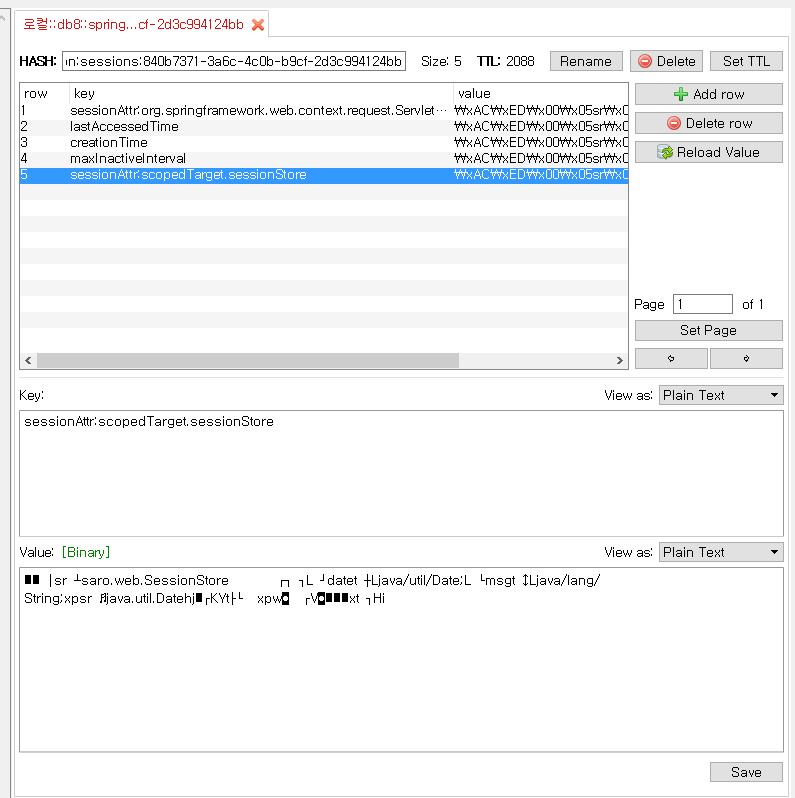 로컬::db8::spring...cf-2d3c994124bb
HASH: n:sessions:840b7371-3a6c-4c0b-b9cf-2d3c994124bb Size: 5 TTL: 2088 Rename Delete Set TTL
row key value
1 sessionAttr:org.springframework.web.context.request.Servlet... ₩xAC₩xED₩x00₩x05sr₩x0
2 lastAccessedTime ₩xAC₩xED₩x00₩x05sr₩x0
3 creationTime ₩xAC₩xED₩x00₩x05sr₩x0
4 maxInactiveInterval ₩xAC₩xED₩x00₩x05sr₩x0
5 sessionAttr:scopedTarget.sessionStore ₩xAC₩xED₩x00₩x05sr₩x0
Add row
Delete row
Reload Value
Page 1 of 1
Set Page
Key: View as: Plain Text
sessionAttr:scopedTarget.sessionStore
Value: [Binary] View as: Plain Text
■■ |sr ┴saro.web.SessionStore ┌┐ ┐L ┘datet ┼Ljava/util/Date;L └msgt ↕Ljava/lang/
String;xpsr ♬java.util.Datehj■┌KYt├└ xpw◘ ┌V◘■■■xt ┐Hi
Save